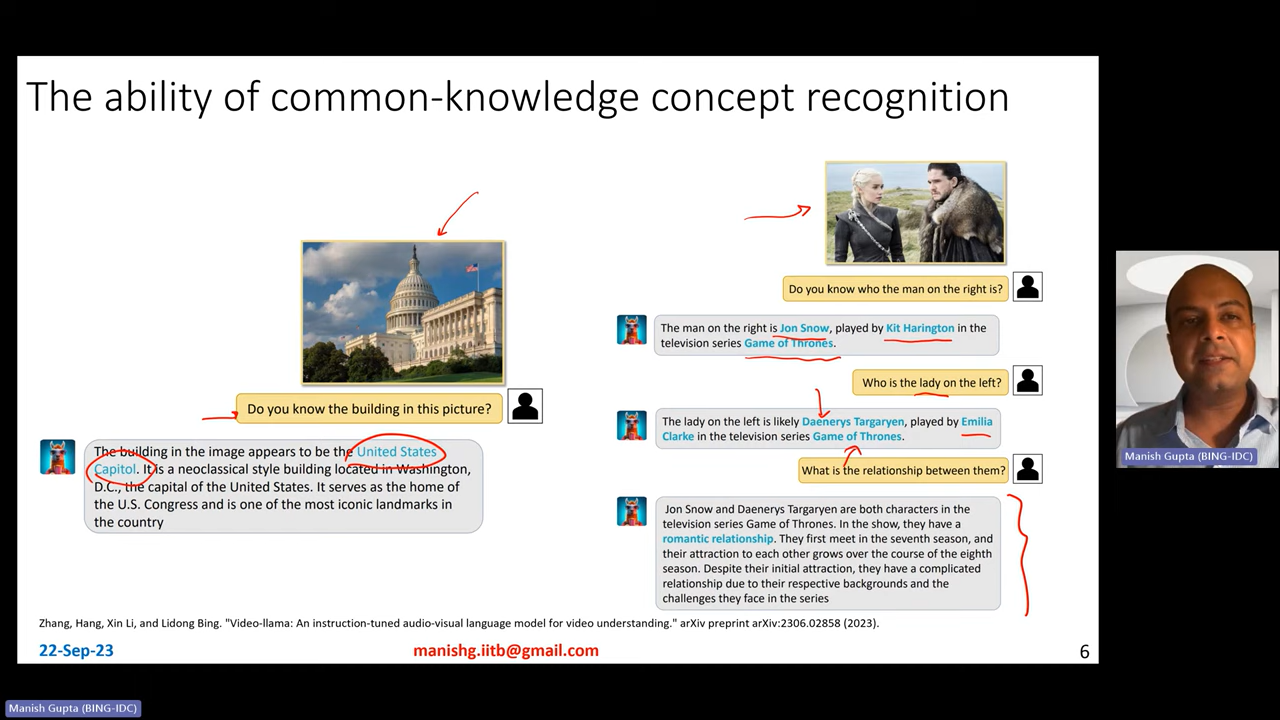 The ability of common-knowledge concept recognition
Do you know the building in this picture?
The building in the image appears to be the United States
Capitol. It is a neoclassical style building located in Washington,
D.C., the capital of the United States. It serves as the home of
the U.S. Congress and is one of the most iconic landmarks in
the country
Do you know who the man on the right is?
The man on the right is Jon Snow, played by Kit Harington in the
television series Game of Thrones.
Who is the lady on the left?
The lady on the left is likely Daenerys Targaryen, played by Emilia
Clarke in the television series Game of Thrones.
What is the relationship between them?
Jon Snow and Daenerys Targaryen are both characters in the
television series Game of Thrones. In the show, they have a
romantic relationship. They first meet in the seventh season, and
their attraction to each other grows over the course of the eighth
season. Despite their initial attraction, they have a complicated
relationship due to their respective backgrounds and the
challenges they face in the series
Zhang, Hang, Xin Li, and Lidong Bing. "Video-llama: An instruction-tuned audio-visual language model for video understanding." arXiv preprint arXiv:2306.02858 (2023).
22-Sep-23
manishg.iitb@gmail.com
6
Manish Gupta (BING-IDC)
Manish Gupta (BING-IDC)